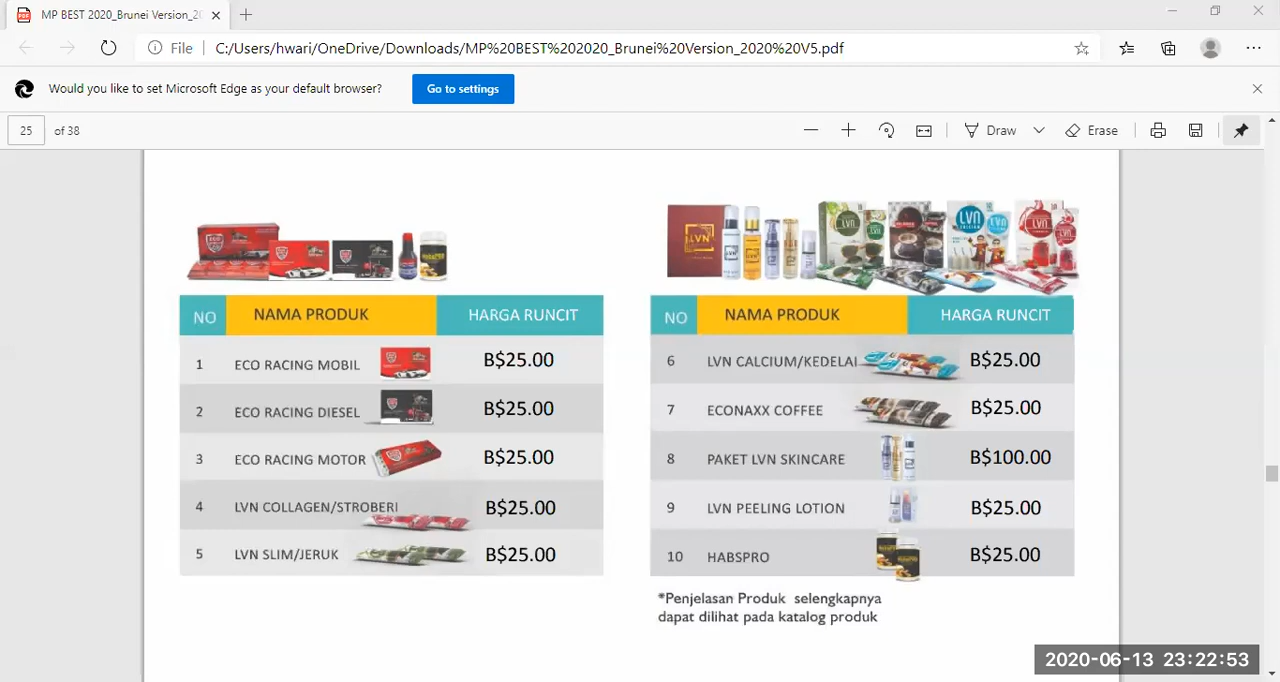 MP BEST 2020_Brunei Version_20
File
C:/Users/hwari/OneDrive/Downloads/MP%20BEST%202020_Brunei%20Version_2020%20V5.pdf
Would you like to set Microsoft Edge as your default browser?
Go to settings
25 of 38
Draw
Erase
NO NAMA PRODUK HARGA RUNCIT
1 ECO RACING MOBIL B$25.00
2 ECO RACING DIESEL B$25.00
3 ECO RACING MOTOR B$25.00
4 LVN COLLAGEN/STROBERI B$25.00
5 LVN SLIM/JERUK B$25.00
LVN
LVN
LVN
NO NAMA PRODUK HARGA RUNCIT
6 LVN CALCIUM/KEDELAI B$25.00
7 ECONAXX COFFEE B$25.00
8 PAKET LVN SKINCARE B$100.00
9 LVN PEELING LOTION B$25.00
10 HABSPRO B$25.00
*Penjelasan Produk selengkapnya
dapat dilihat pada katalog produk
2020-06-13 23:22:53